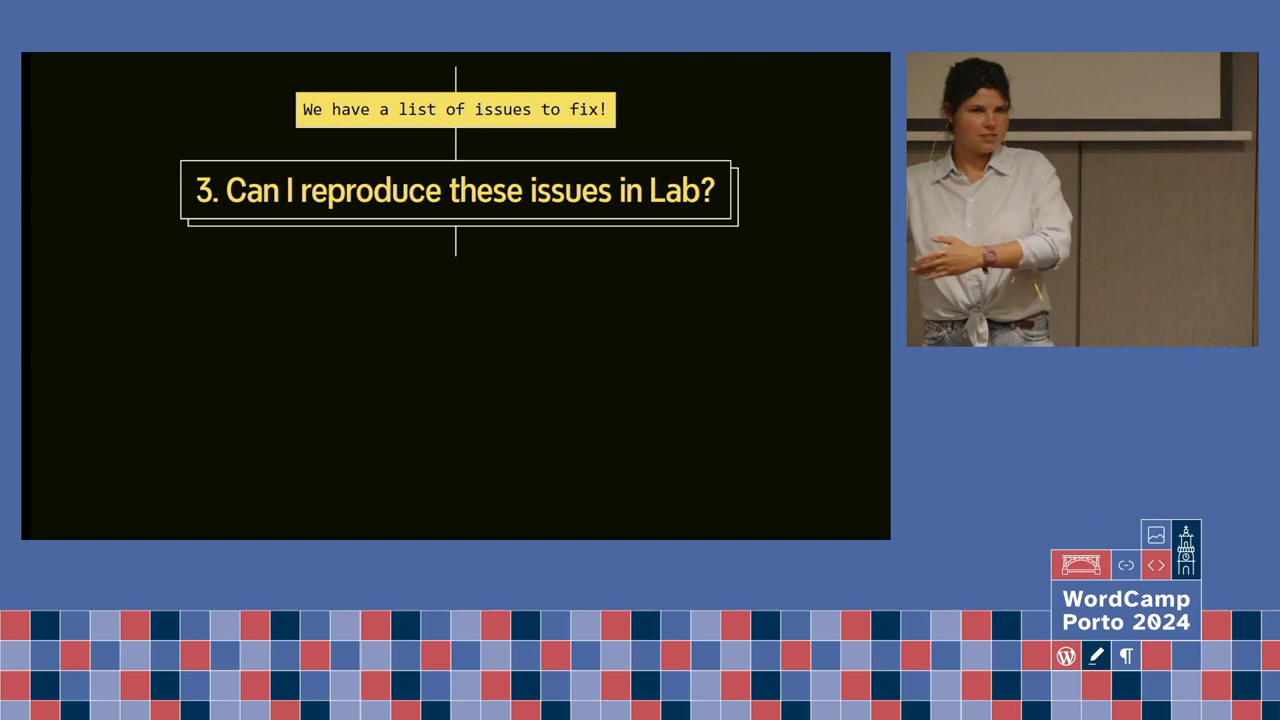 We have a list of issues to fix!
3. Can I reproduce these issues in Lab?
WordCamp
Porto 2024